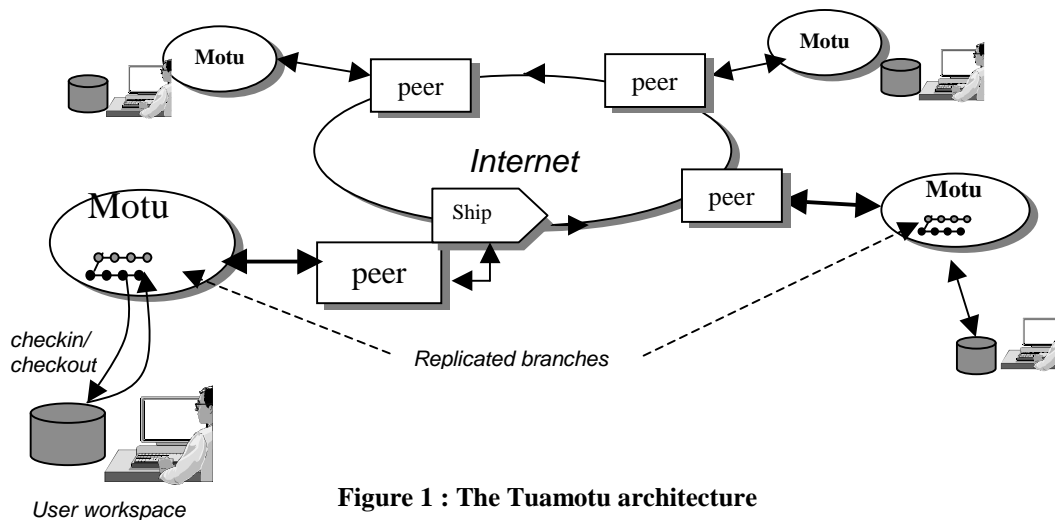 Motu
Motu
peer
peer
Internet
Motu
Motu
Ship
peer
peer
checkin/
checkout
Replicated branches
User workspace
Figure 1 : The Tuamotu architecture